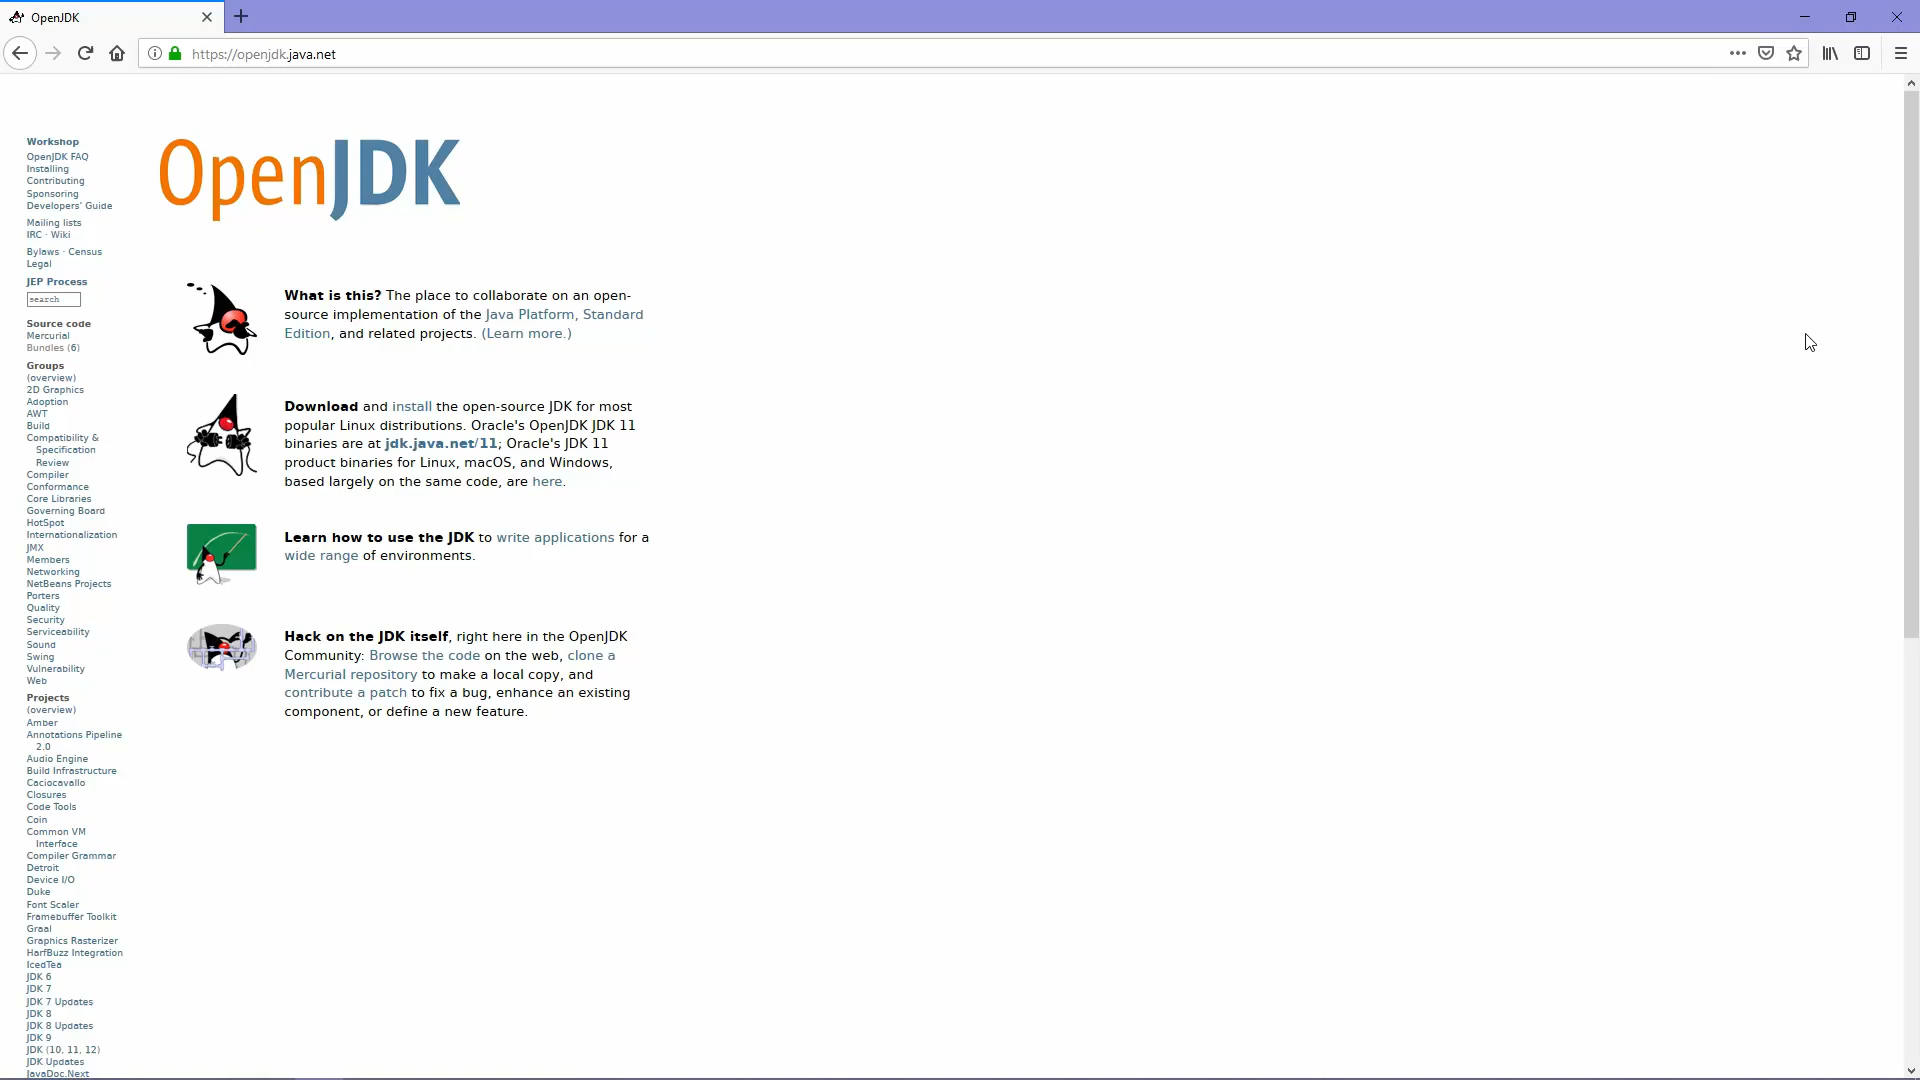 OpenJDK
https://openjdk.java.net
Workshop
OpenJDK FAQ
Installing
Contributing
Sponsoring
Developers' Guide
Mailing lists
IRC · Wiki
Bylaws · Census
Legal
JEP Process
search
Source code
Mercurial
Bundles (6)
Groups
(overview)
2D Graphics
Adoption
AWT
Build
Compatibility &
Specification
Review
Compiler
Conformance
Core Libraries
Governing Board
HotSpot
Internationalization
JMX
Members
Networking
NetBeans Projects
Porters
Quality
Security
Serviceability
Sound
Swing
Vulnerability
Web
Projects
(overview)
Amber
Annotations Pipeline
2.0
Audio Engine
Build Infrastructure
Caciocavallo
Closures
Code Tools
Coin
Common VM
Interface
Compiler Grammar
Detroit
Device I/O
Duke
Font Scaler
Framebuffer Toolkit
Graal
Graphics Rasterizer
HarfBuzz Integration
IcedTea
JDK 6
JDK 7
JDK 7 Updates
JDK 8
JDK 8 Updates
JDK 9
JDK (10, 11, 12)
JDK Updates
JavaDoc.Next
OpenJDK
What is this? The place to collaborate on an open-
source implementation of the Java Platform, Standard
Edition, and related projects. (Learn more.)
Download and install the open-source JDK for most
popular Linux distributions. Oracle's OpenJDK JDK 11
binaries are at jdk.java.net/11; Oracle's JDK 11
product binaries for Linux, macOS, and Windows,
based largely on the same code, are here.
Learn how to use the JDK to write applications for a
wide range of environments.
Hack on the JDK itself, right here in the OpenJDK
Community: Browse the code on the web, clone a
Mercurial repository to make a local copy, and
contribute a patch to fix a bug, enhance an existing
component, or define a new feature.